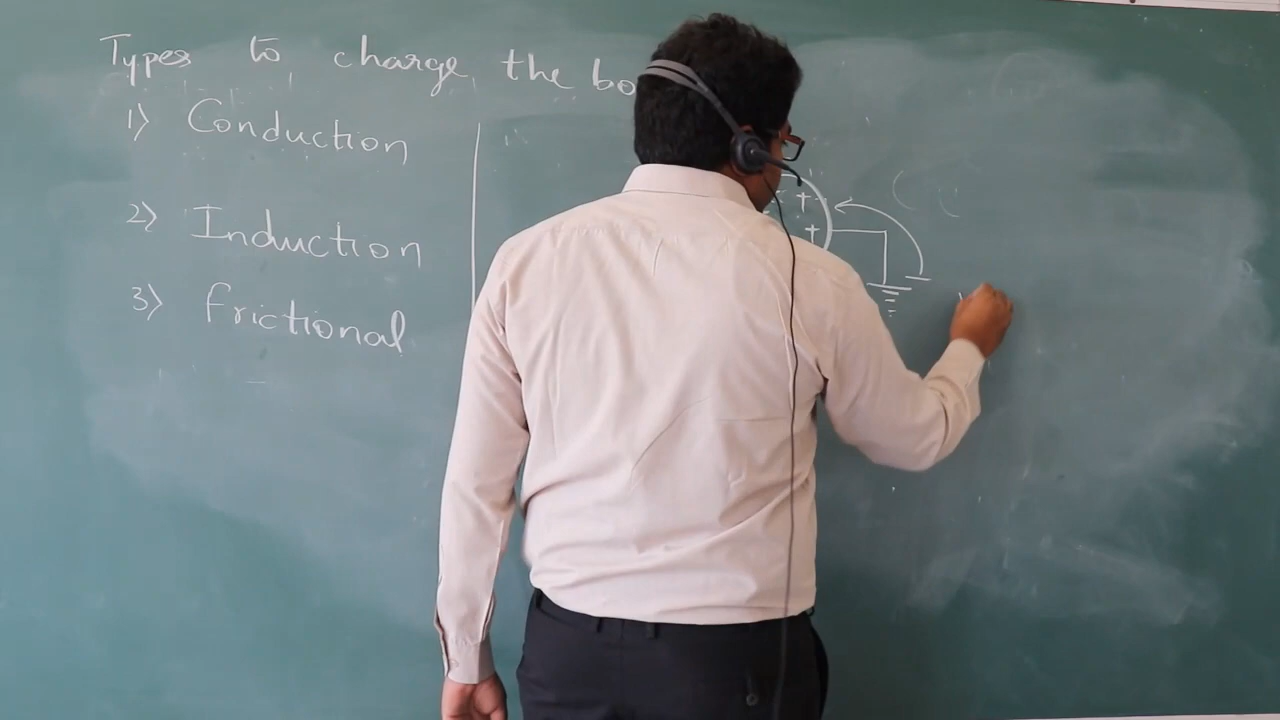 Types to charge the bo
1) Conduction
2) Induction
3) frictional
+
+